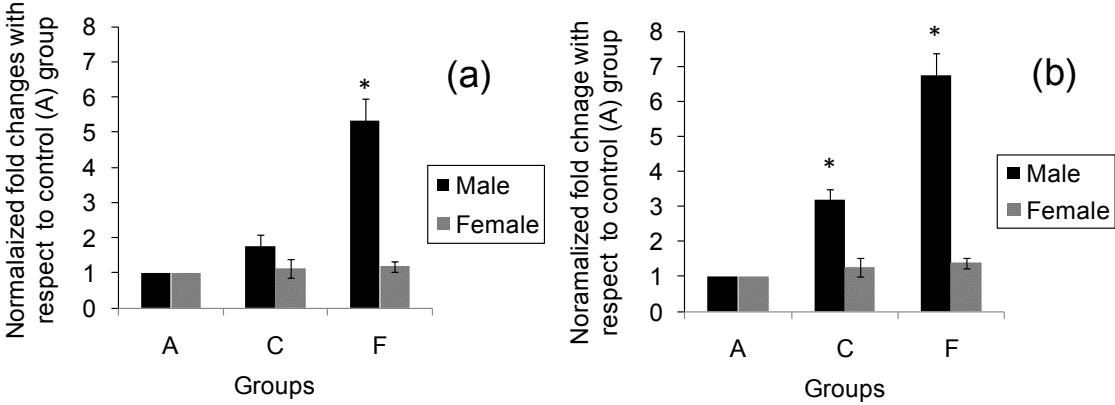 Normalaized fold changes with
respect to control (A) group
8
7
6
5
4
3
2
1
0
*
(a)
Male
Female
A C F
Groups
Noramalized fold chnage with
respect to control (A) group
8
7
6
5
4
3
2
1
0
*
*
(b)
Male
Female
A C F
Groups